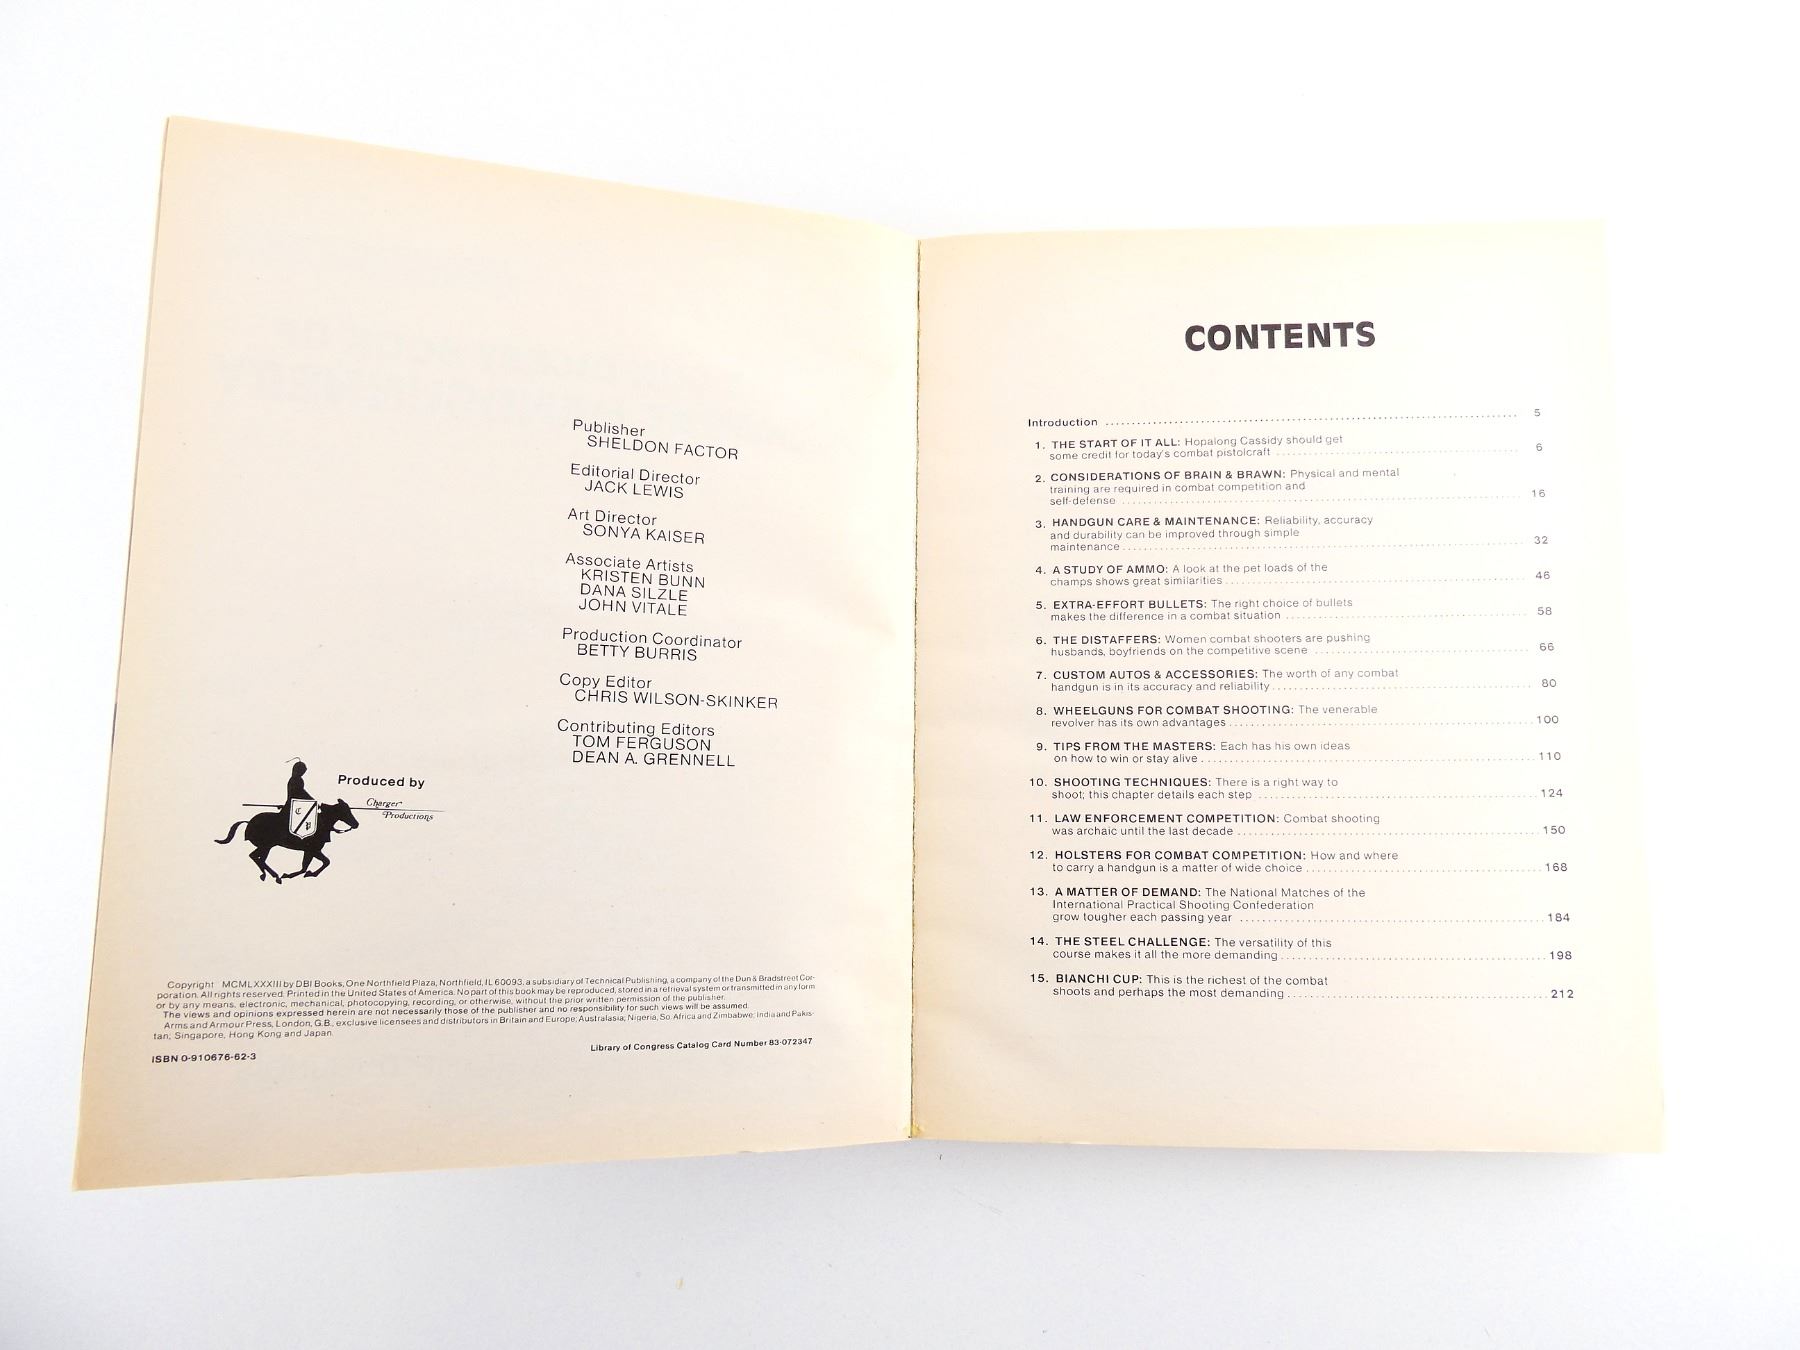 Publisher
SHELDON FACTOR
Editorial Director
JACK LEWIS
Art Director
SONYA KAISER
Associate Artists
KRISTEN BUNN
DANA SILZLE
JOHN VITALE
Production Coordinator
BETTY BURRIS
Copy Editor
CHRIS WILSON-SKINKER
Contributing Editors
TOM FERGUSON
DEAN A. GRENNELL
Produced by
Charger
Productions
C
P
Copyright MCMLXXXIII by DBI Books, One Northfield Plaza, Northfield, IL 60093, a subsidiary of Technical Publishing, a company of the Dun & Bradstreet Cor-
poration. All rights reserved. Printed in the United States of America. No part of this book may be reproduced, stored in a retrieval system or transmitted in any form
or by any means, electronic, mechanical, photocopying, recording, or otherwise, without the prior written permission of the publisher.
The views and opinions expressed herein are not necessarily those of the publisher and no responsibility for such views will be assumed.
Arms and Armour Press, London, G.B., exclusive licensees and distributors in Britain and Europe; Australasia; Nigeria, So. Africa and Zimbabwe; India and Pakis-
tan; Singapore, Hong Kong and Japan.
ISBN 0-910676-62-3
Library of Congress Catalog Card Number 83-072347
CONTENTS
Introduction ........ 5
1. THE START OF IT ALL: Hopalong Cassidy should get
some credit for today's combat pistolcraft ........ 6
2. CONSIDERATIONS OF BRAIN & BRAWN: Physical and mental
training are required in combat competition and
self-defense ........ 16
3. HANDGUN CARE & MAINTENANCE: Reliability, accuracy
and durability can be improved through simple
maintenance ........ 32
4. A STUDY OF AMMO: A look at the pet loads of the
champs shows great similarities ........ 46
5. EXTRA-EFFORT BULLETS: The right choice of bullets
makes the difference in a combat situation ........ 58
6. THE DISTAFFERS: Women combat shooters are pushing
husbands, boyfriends on the competitive scene ........ 66
7. CUSTOM AUTOS & ACCESSORIES: The worth of any combat
handgun is in its accuracy and reliability ........ 80
8. WHEELGUNS FOR COMBAT SHOOTING: The venerable
revolver has its own advantages ........ 100
9. TIPS FROM THE MASTERS: Each has his own ideas
on how to win or stay alive ........ 110
10. SHOOTING TECHNIQUES: There is a right way to
shoot; this chapter details each step ........ 124
11. LAW ENFORCEMENT COMPETITION: Combat shooting
was archaic until the last decade ........ 150
12. HOLSTERS FOR COMBAT COMPETITION: How and where
to carry a handgun is a matter of wide choice ........ 168
13. A MATTER OF DEMAND: The National Matches of the
International Practical Shooting Confederation
grow tougher each passing year ........ 184
14. THE STEEL CHALLENGE: The versatility of this
course makes it all the more demanding ........ 198
15. BIANCHI CUP: This is the richest of the combat
shoots and perhaps the most demanding ........ 212